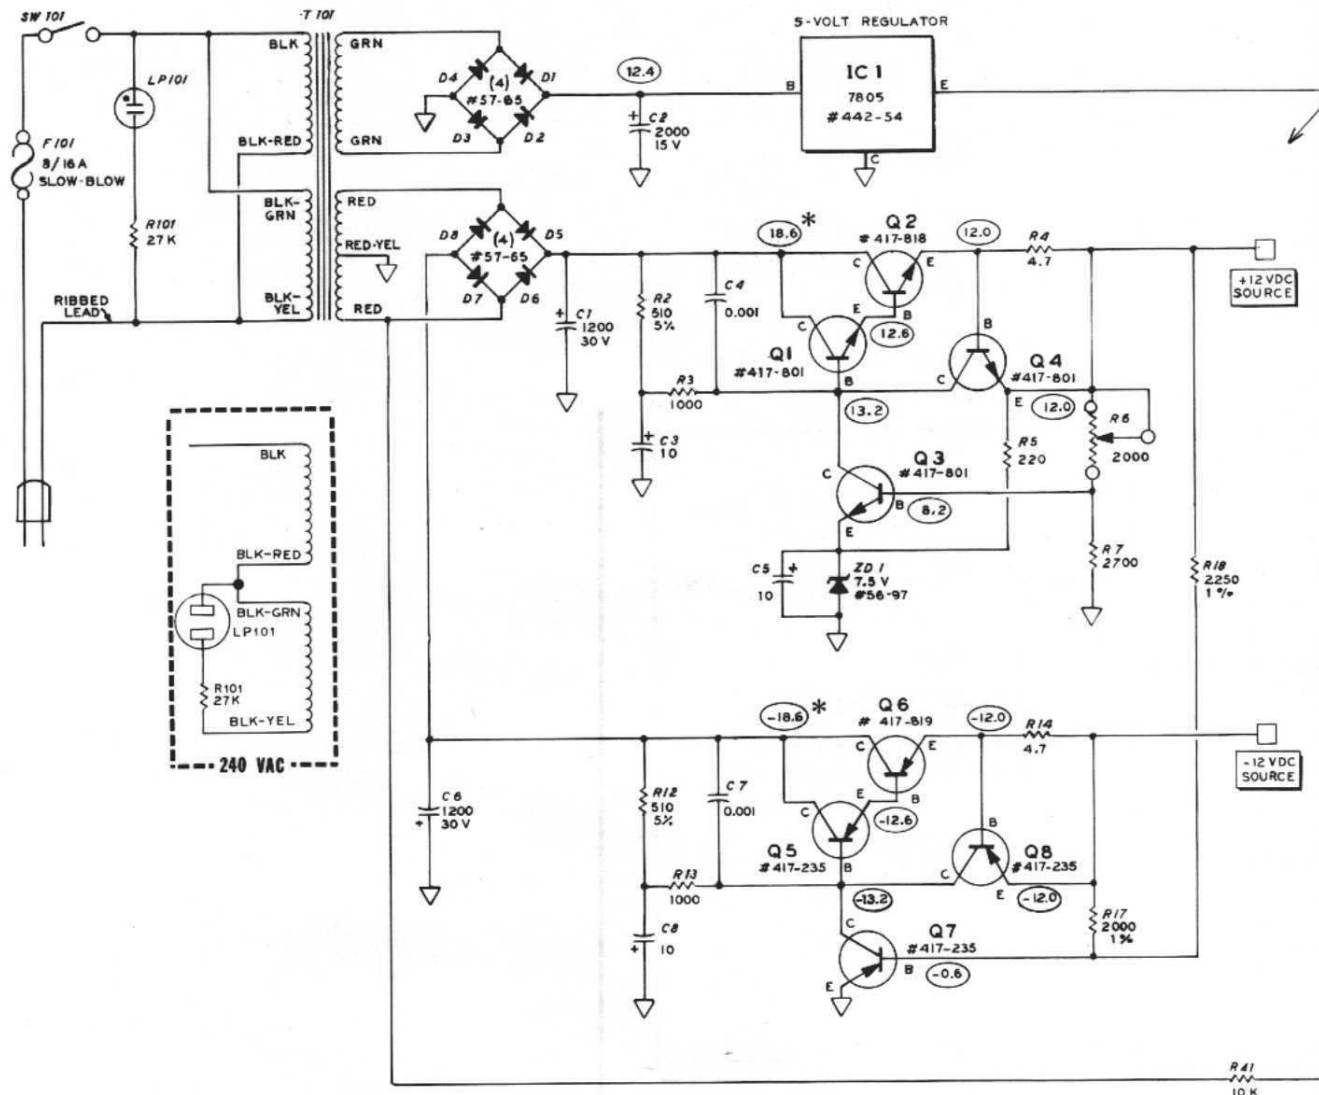 SW 101
T 101
5-VOLT REGULATOR
BLK
GRN
LP101
D4
(4)
#57-65
D1
D3
D2
12.4
+
C2
2000
15 V
B
IC 1
7805
#442-54
E
C
F101
8/16A
SLOW-BLOW
BLK-RED
GRN
R101
27K
BLK-
GRN
RED
RED-YEL
BLK-
YEL
RED
RIBBED
LEAD
D8
(4)
#57-65
D5
D7
D6
+
C1
1200
30 V
R2
510
5%
C4
0.001
18.6 *
Q2
# 417-818
C
E
B
12.0
R4
4.7
+12 VDC
SOURCE
C
E
12.6
Q1
#417-801
B
B
Q4
#417-801
C
E
12.0
R3
1000
13.2
+
C3
10
R5
220
R6
2000
Q3
#417-801
C
B
E
8.2
C5
+
10
ZD 1
7.5 V
#56-97
R7
2700
R18
2250
1%
BLK
BLK-RED
BLK-GRN
LP101
R101
27K
BLK-YEL
240 VAC
-18.6 *
Q6
# 417-819
C
E
B
-12.0
R14
4.7
-12 VDC
SOURCE
C6
1200
30 V
+
R12
510
5%
C7
0.001
C
E
-12.6
Q5
#417-235
B
B
Q8
#417-235
C
E
-12.0
R13
1000
-13.2
C8
10
+
R17
2000
1%
Q7
#417-235
C
B
E
-0.6
R41
10K